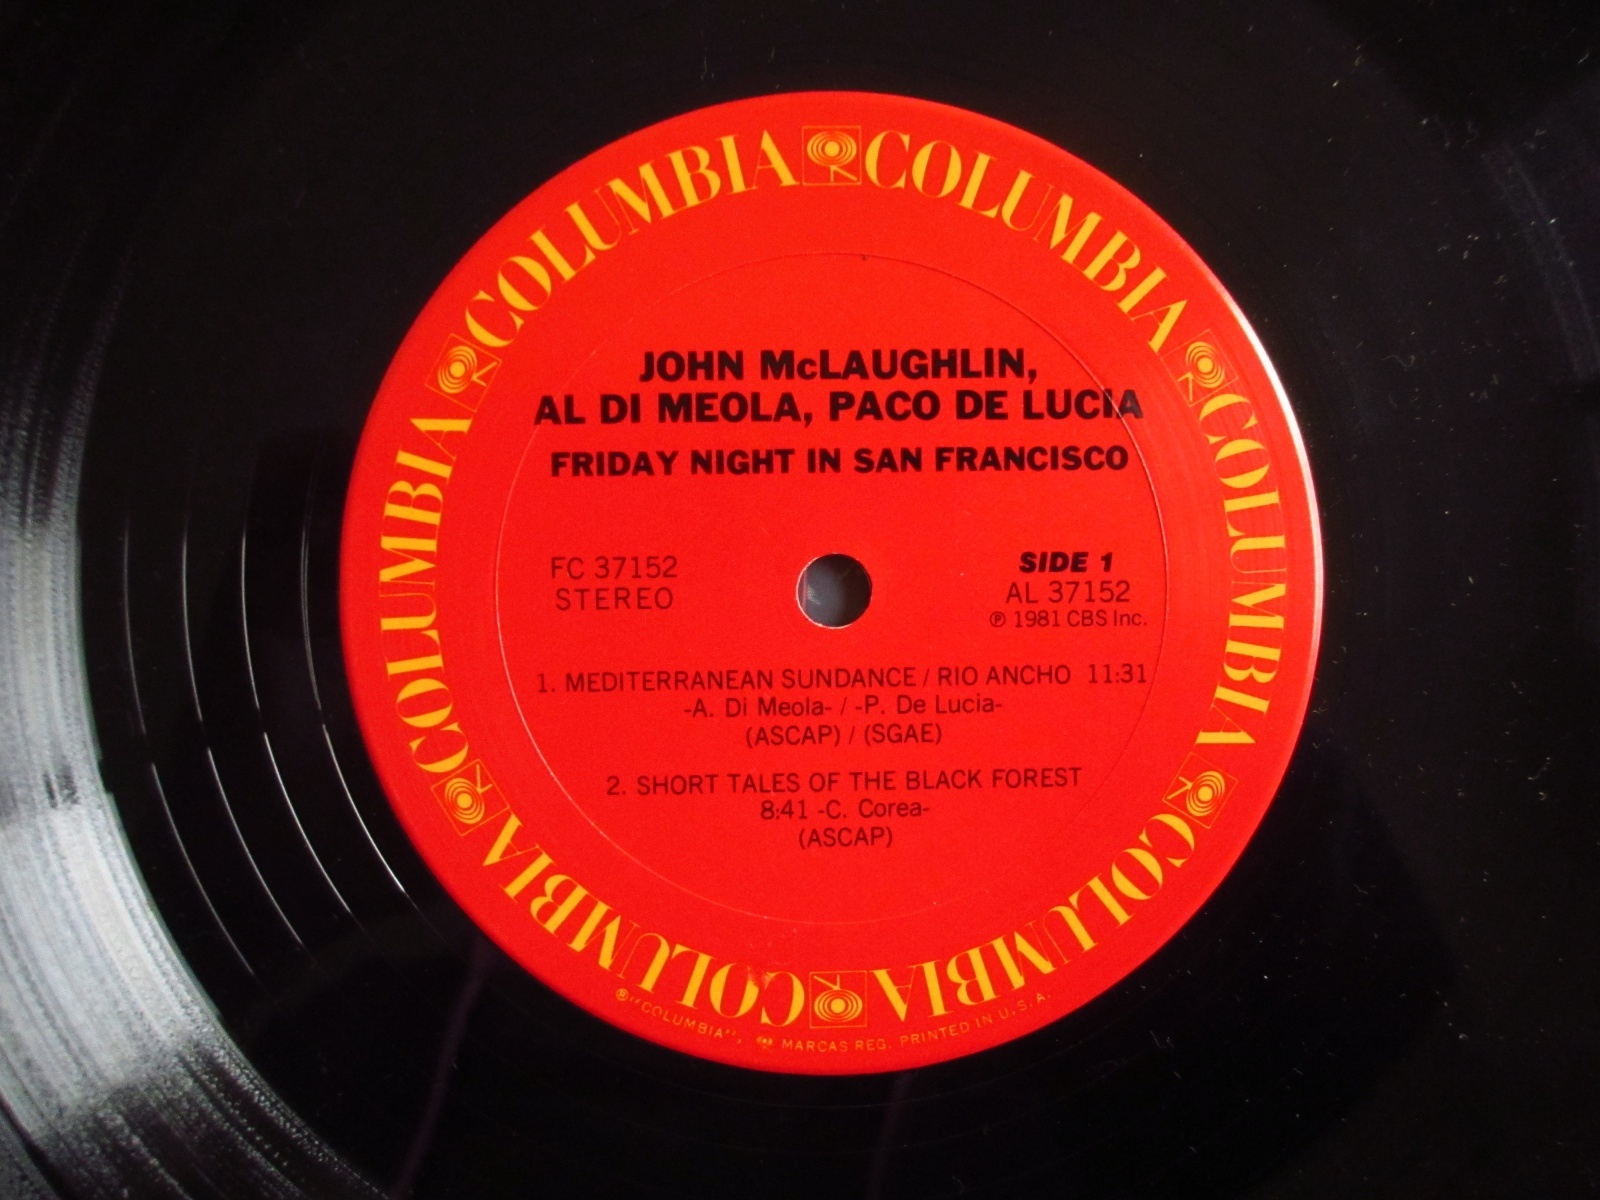 COLUMBIA COLUMBIA COLUMBIA COLUMBIA COLUMBIA COLUMBIA
JOHN McLAUGHLIN,
AL DI MEOLA, PACO DE LUCIA
FRIDAY NIGHT IN SAN FRANCISCO
FC 37152
STEREO
SIDE 1
AL 37152
℗ 1981 CBS Inc.
1. MEDITERRANEAN SUNDANCE / RIO ANCHO 11:31
-A. Di Meola- / -P. De Lucia-
(ASCAP) / (SGAE)
2. SHORT TALES OF THE BLACK FOREST
8:41 -C. Corea-
(ASCAP)
® "COLUMBIA", MARCAS REG. PRINTED IN U.S.A.